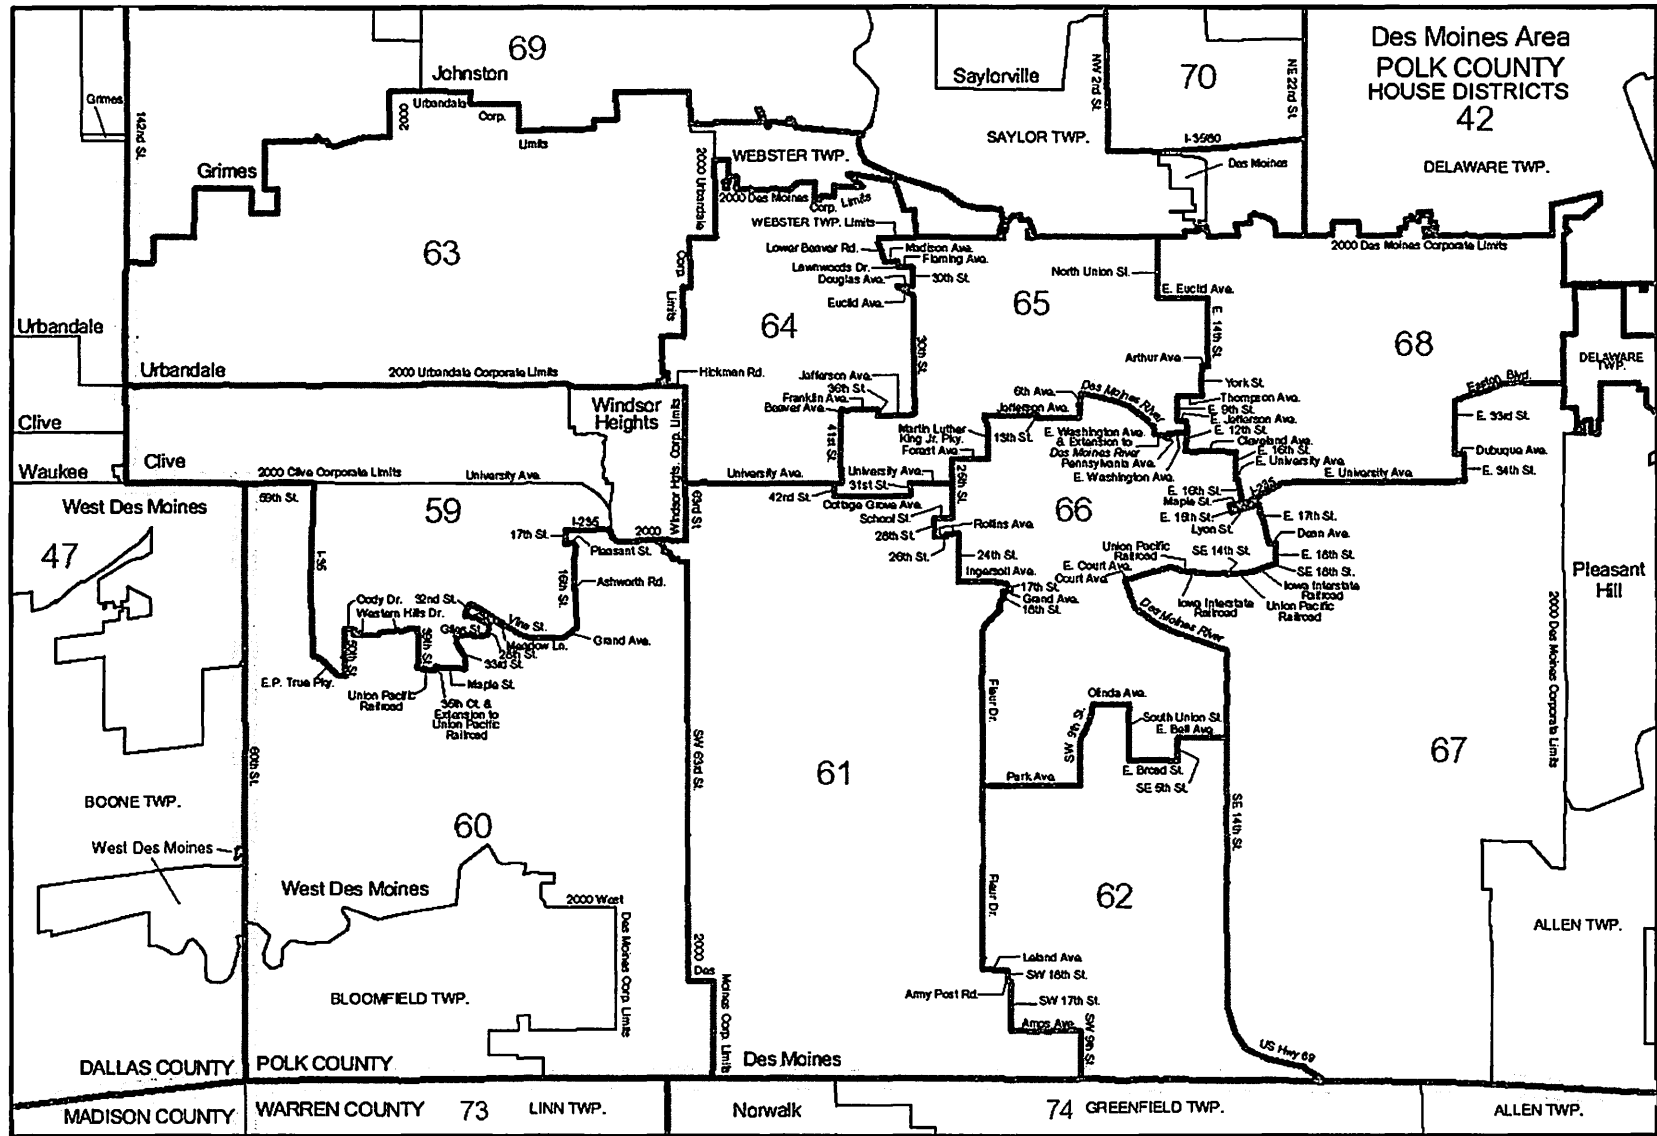 Des Moines Area
POLK COUNTY
HOUSE DISTRICTS
42
69
70
Johnston
Saylorville
NW 2nd St.
NE 22nd St.
Grimes
142nd St.
2000
Urbandale
Corp.
Limits
SAYLOR TWP.
I-35/80
Des Moines
DELAWARE TWP.
Grimes
WEBSTER TWP.
2000 Urbandale
Corp.
Limits
2000 Des Moines
Corp. Limits
WEBSTER TWP. Limits
2000 Des Moines Corporate Limits
63
Lower Beaver Rd.
Madison Ave.
Fleming Ave.
Lawnwoods Dr.
Douglas Ave.
30th St.
Euclid Ave.
North Union St.
E. Euclid Ave.
64
65
E. 14th St.
68
Urbandale
Urbandale
2000 Urbandale Corporate Limits
Hickman Rd.
30th St.
Arthur Ave
DELAWARE
TWP.
Jefferson Ave.
36th St.
Franklin Ave.
Beaver Ave.
41st St.
6th Ave.
Des Moines River
York St.
Thompson Ave.
E. 9th St.
E. Jefferson Ave.
E. 12th St.
Cleveland Ave.
E. 16th St.
E. University Ave.
Easton Blvd.
E. 33rd St.
Windsor
Heights
Windsor Hgts. Corp. Limits
Jefferson Ave.
Martin Luther
King Jr. Pky.
13th St.
Forest Ave.
E. Washington Ave.
& Extension to
Des Moines River
Pennsylvania Ave.
E. Washington Ave.
Dubuque Ave.
E. 34th St.
Clive
Clive
Waukee
2000 Clive Corporate Limits
University Ave.
University Ave.
University Ave.
31st St.
42nd St.
Cottage Grove Ave.
25th St.
E. University Ave.
I-235
E. 16th St.
Maple St.
E. 15th St.
Lyon St.
E. 17th St.
Dean Ave.
E. 18th St.
SE 18th St.
West Des Moines
59th St.
59
63rd St.
School St.
28th St.
Rollins Ave.
26th St.
24th St.
66
47
I-35
17th St.
I-235
2000
Pleasant St.
16th St.
Ashworth Rd.
Ingersoll Ave.
17th St.
Grand Ave.
18th St.
Union Pacific
Railroad
SE 14th St.
E. Court Ave.
Court Ave.
Iowa Interstate
Railroad
Union Pacific
Railroad
Iowa Interstate
Railroad
Des Moines River
Pleasant
Hill
Cody Dr.
Western Hills Dr.
32nd St.
Vine St.
Giles St.
Meadow Ln.
28th St.
33rd St.
Grand Ave.
50th St.
39th St.
E.P. True Pky.
Union Pacific
Railroad
Maple St.
35th Ct. &
Extension to
Union Pacific
Railroad
2000 Des Moines Corporate Limits
Fleur Dr.
Olinda Ave.
SW 9th St.
South Union St.
E. Bell Ave
E. Broad St.
SE 5th St.
Park Ave.
60th St.
SW 63rd St.
61
67
BOONE TWP.
SE 14th St.
60
West Des Moines
West Des Moines
2000 West
Des Moines Corp. Limits
Fleur Dr.
62
ALLEN TWP.
2000
Des
Moines Corp. Limits
Leland Ave.
SW 18th St.
Army Post Rd.
SW 17th St.
Amos Ave.
SW 9th St
BLOOMFIELD TWP.
US Hwy 69
DALLAS COUNTY
POLK COUNTY
Des Moines
MADISON COUNTY
WARREN COUNTY
73
LINN TWP.
Norwalk
74
GREENFIELD TWP.
ALLEN TWP.